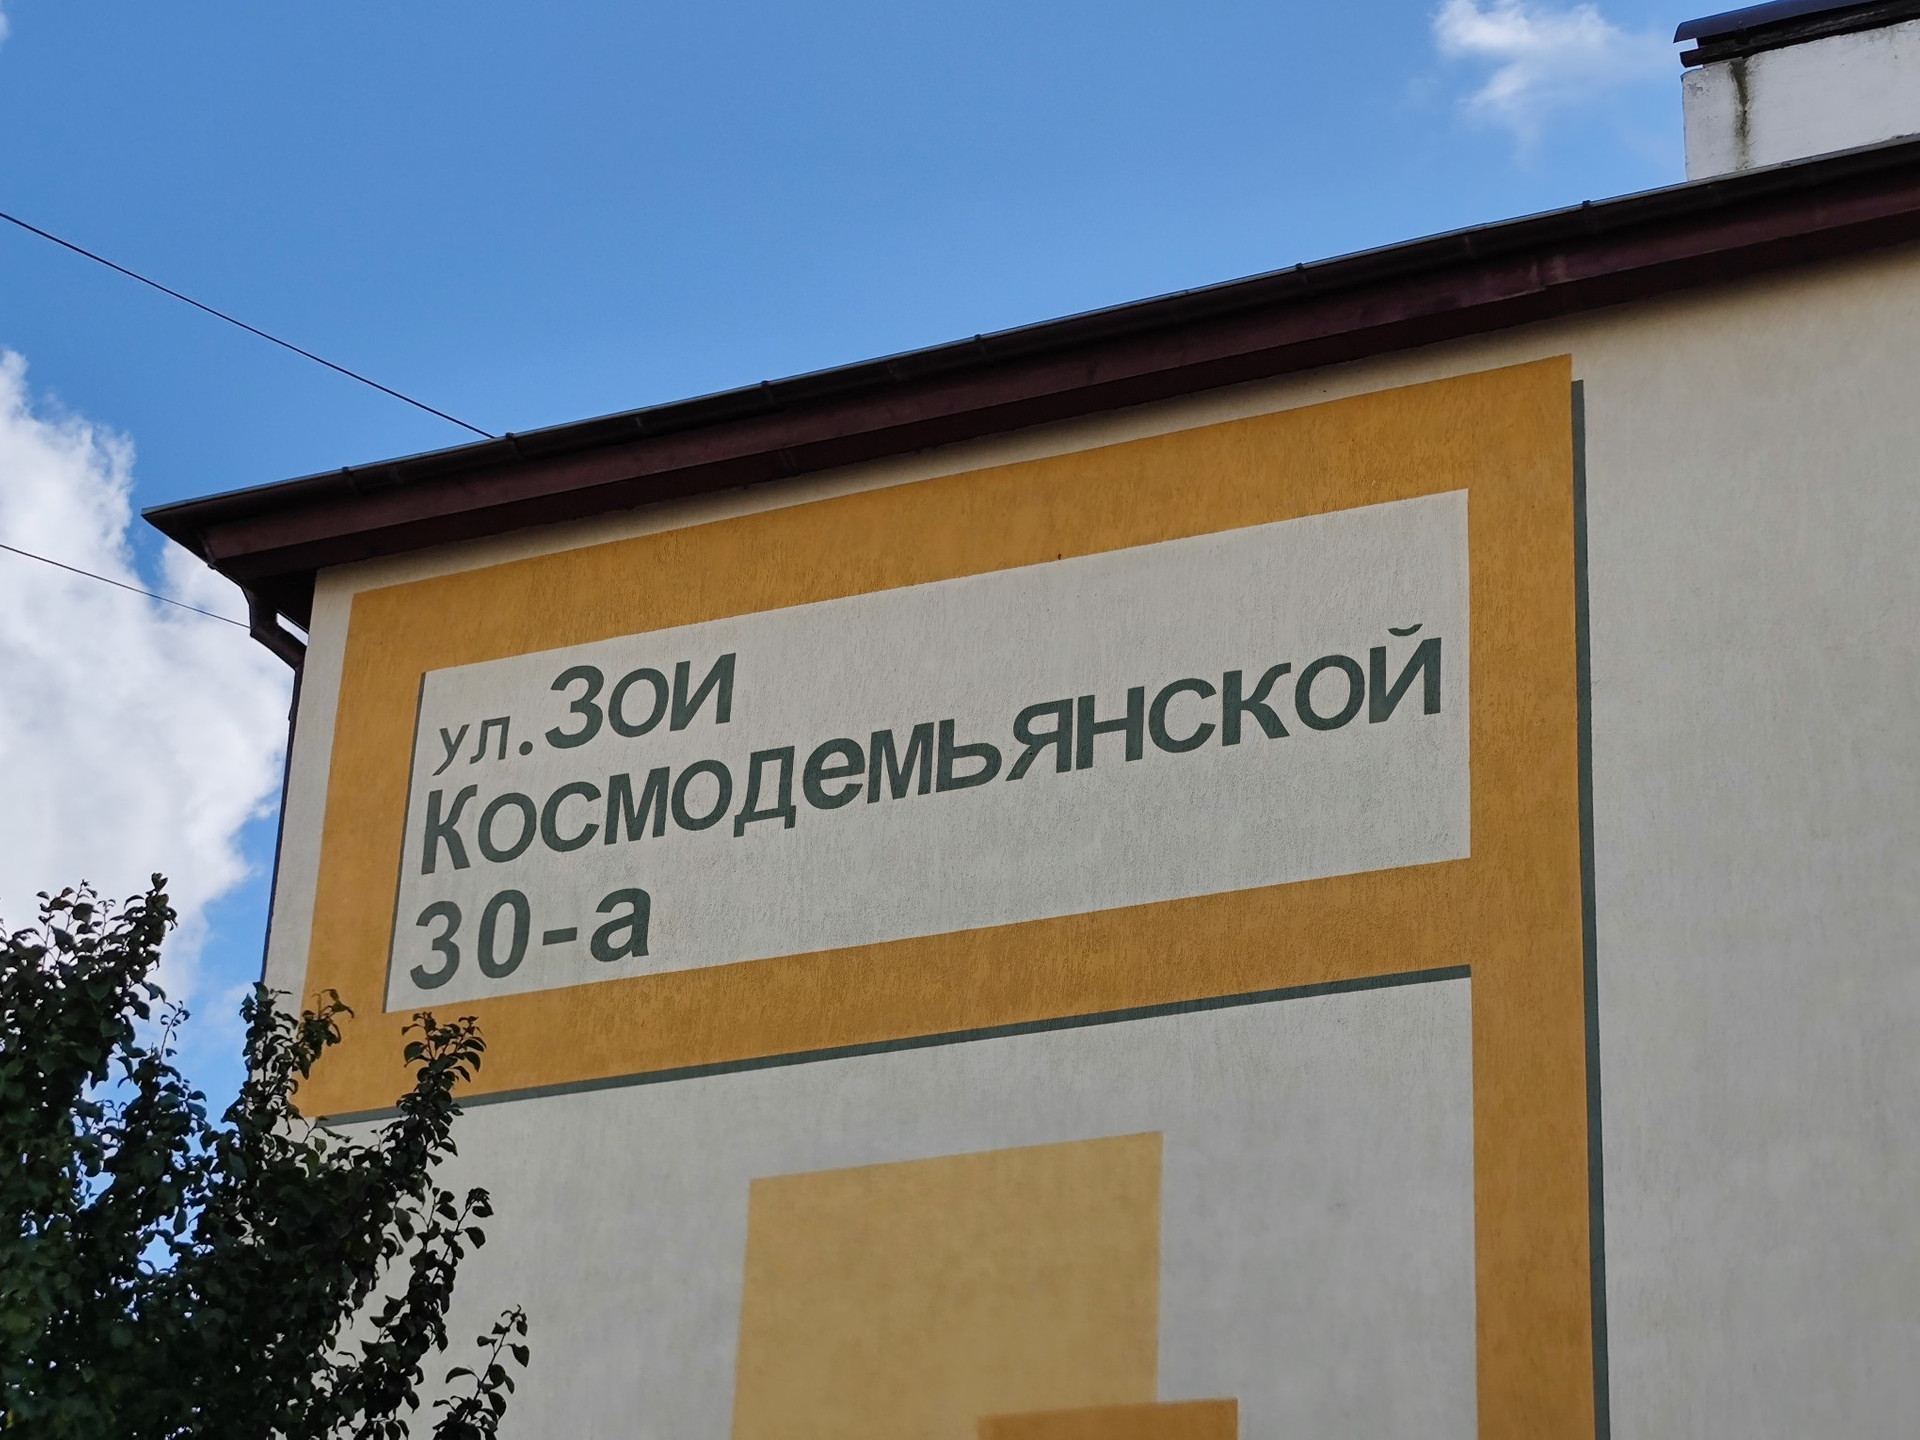 ул. Зои
Космодемьянской
30-а